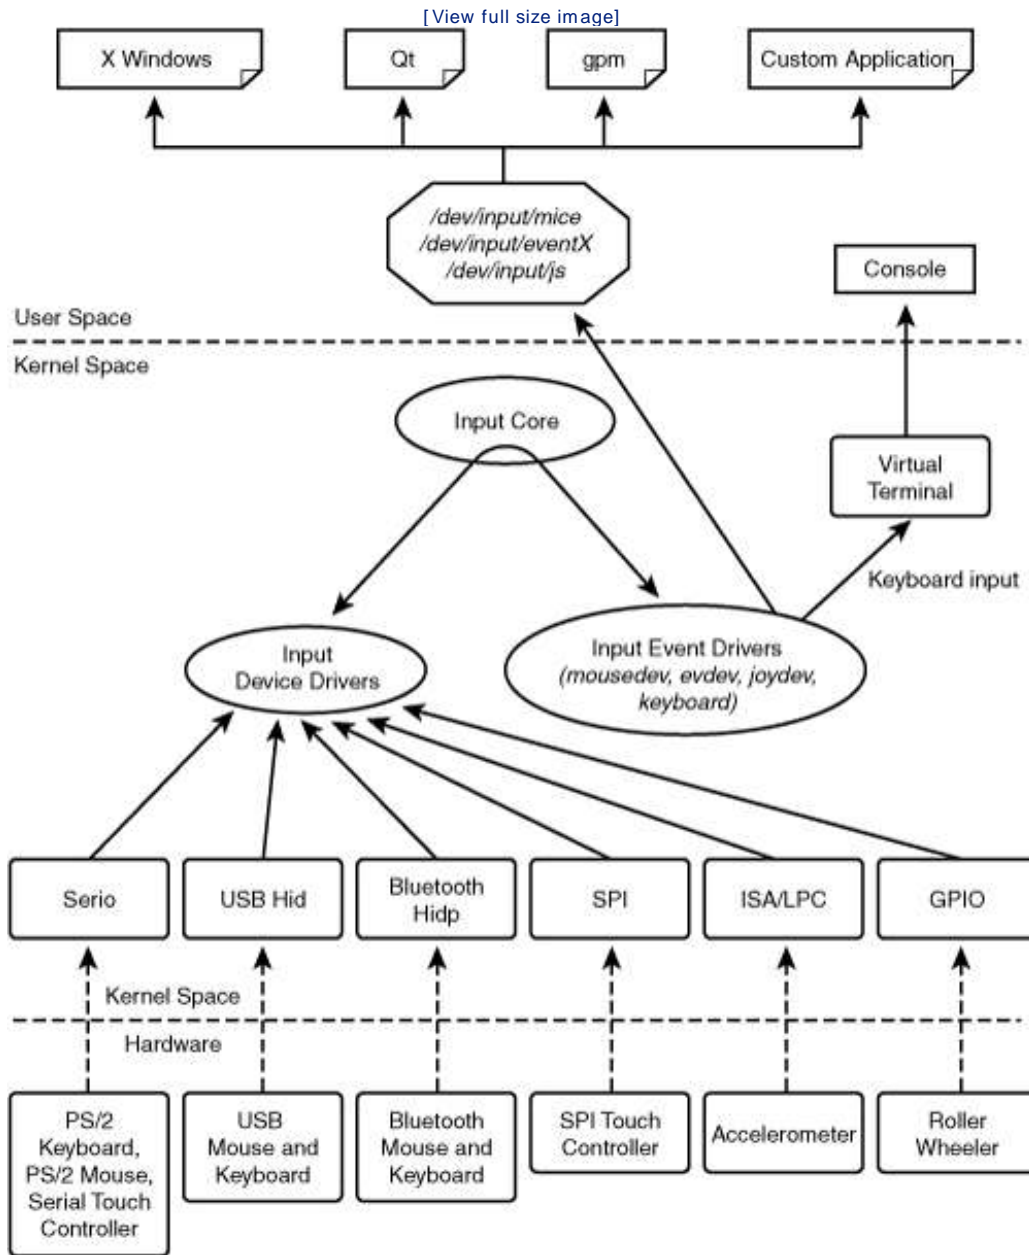 [View full size image]
X Windows
Qt
gpm
Custom Application
/dev/input/mice
/dev/input/eventX
/dev/input/js
Console
User Space
Kernel Space
Input Core
Virtual
Terminal
Keyboard input
Input
Device Drivers
Input Event Drivers
(mousedev, evdev, joydev,
keyboard)
Serio
USB Hid
Bluetooth
Hidp
SPI
ISA/LPC
GPIO
Kernel Space
Hardware
PS/2
Keyboard,
PS/2 Mouse,
Serial Touch
Controller
USB
Mouse and
Keyboard
Bluetooth
Mouse and
Keyboard
SPI Touch
Controller
Accelerometer
Roller
Wheeler